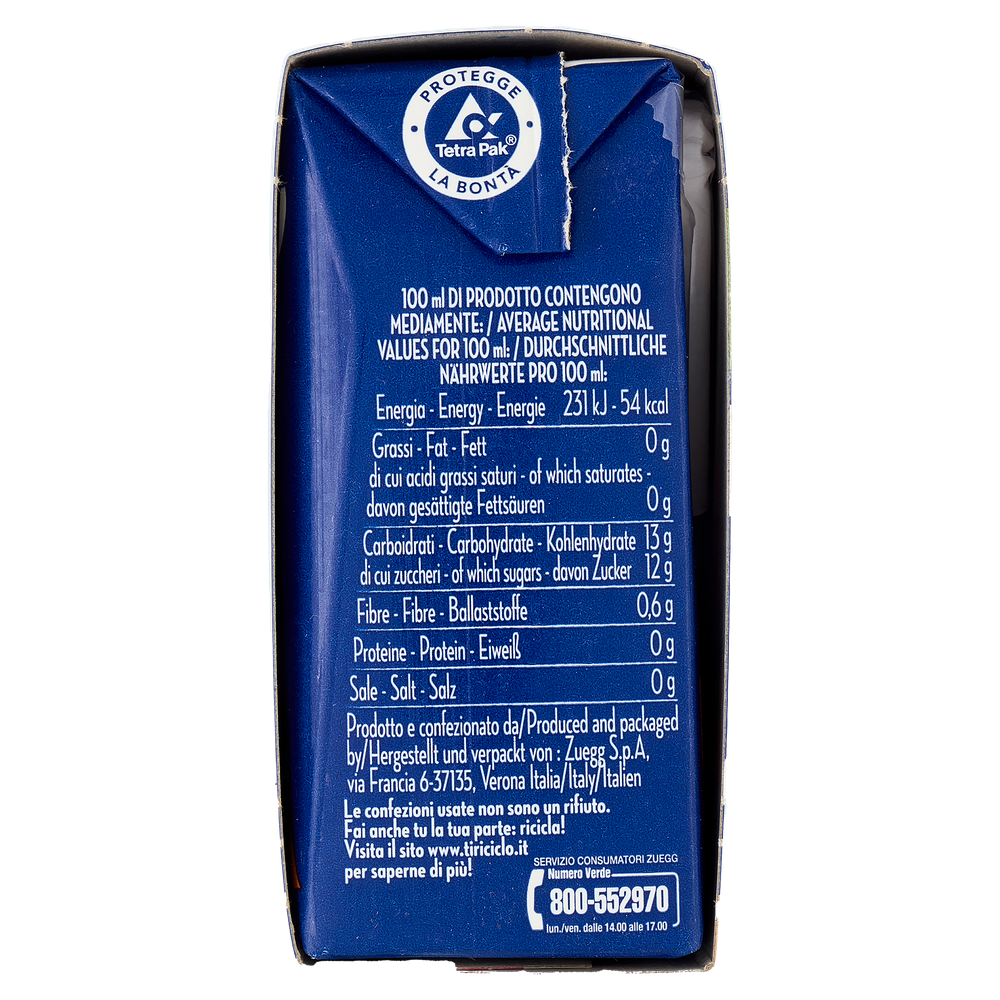 PROTEGGE
Tetra Pak®
LA BONTÀ
100 ml DI PRODOTTO CONTENGONO
MEDIAMENTE: / AVERAGE NUTRITIONAL
VALUES FOR 100 ml: / DURCHSCHNITTLICHE
NÄHRWERTE PRO 100 ml:
Energia - Energy - Energie 231 kJ - 54 kcal
Grassi - Fat - Fett 0 g
di cui acidi grassi saturi - of which saturates -
davon gesättigte Fettsäuren 0 g
Carboidrati - Carbohydrate - Kohlenhydrate 13 g
di cui zuccheri - of which sugars - davon Zucker 12 g
Fibre - Fibre - Ballaststoffe 0,6 g
Proteine - Protein - Eiweiß 0 g
Sale - Salt - Salz 0 g
Prodotto e confezionato da/Produced and packaged
by/Hergestellt und verpackt von : Zuegg S.p.A,
via Francia 6-37135, Verona Italia/Italy/Italien
Le confezioni usate non sono un rifiuto.
Fai anche tu la tua parte: ricicla!
Visita il sito www.tiriciclo.it
per saperne di più!
SERVIZIO CONSUMATORI ZUEGG
Numero Verde
800-552970
lun./ven. dalle 14.00 alle 17.00